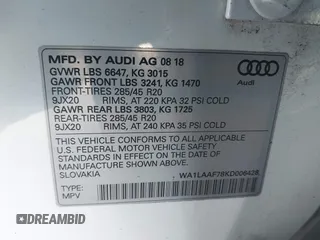 MFD. BY AUDI AG 08 18
GVWR LBS 6647, KG 3015
GAWR FRONT LBS 3241, KG 1470
FRONT-TIRES 285/45 R20
9JX20 RIMS, AT 220 KPA 32 PSI COLD
GAWR REAR LBS 3803, KG 1725
REAR-TIRES 285/45 R20
9JX20 RIMS, AT 240 KPA 35 PSI COLD
Audi
THIS VEHICLE CONFORMS TO ALL APPLICABLE
U.S. FEDERAL MOTOR VEHICLE SAFETY
STANDARDS IN EFFECT ON THE DATE OF
MANUFACTURE SHOWN ABOVE.
SLOVAKIA
TYPE:
MPV
DREAMBID